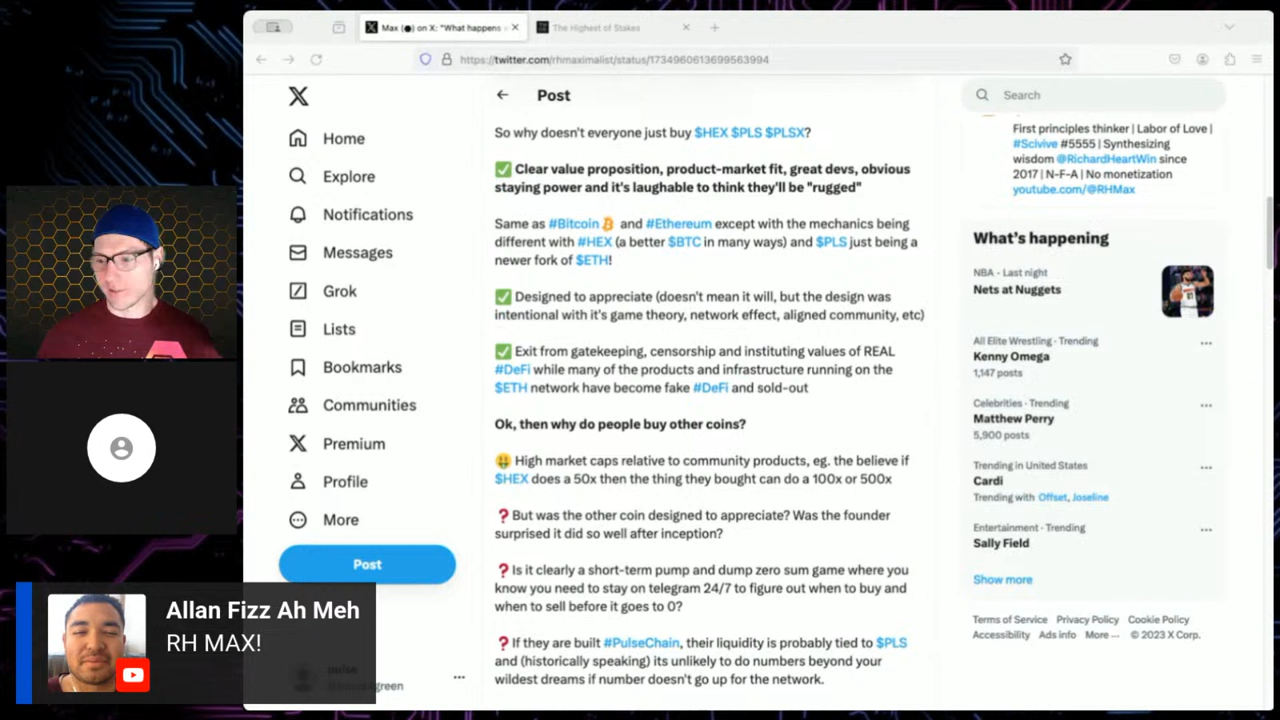 Max (●) on X: "What happens
The Highest of Stakes
https://twitter.com/rhmaximalist/status/1734960613699563994
Home
Explore
Notifications
Messages
Grok
Lists
Bookmarks
Communities
Premium
Profile
More
Post
Post
So why doesn't everyone just buy $HEX $PLS $PLSX?
✅ Clear value proposition, product-market fit, great devs, obvious
staying power and it's laughable to think they'll be "rugged"
Same as #Bitcoin and #Ethereum except with the mechanics being
different with #HEX (a better $BTC in many ways) and $PLS just being a
newer fork of $ETH!
✅ Designed to appreciate (doesn't mean it will, but the design was
intentional with it's game theory, network effect, aligned community, etc)
✅ Exit from gatekeeping, censorship and instituting values of REAL
#DeFi while many of the products and infrastructure running on the
$ETH network have become fake #DeFi and sold-out
Ok, then why do people buy other coins?
🤑 High market caps relative to community products, eg. the believe if
$HEX does a 50x then the thing they bought can do a 100x or 500x
❓ But was the other coin designed to appreciate? Was the founder
surprised it did so well after inception?
❓ Is it clearly a short-term pump and dump zero sum game where you
know you need to stay on telegram 24/7 to figure out when to buy and
when to sell before it goes to 0?
❓ If they are built #PulseChain, their liquidity is probably tied to $PLS
and (historically speaking) its unlikely to do numbers beyond your
wildest dreams if number doesn't go up for the network.
Search
First principles thinker | Labor of Love |
#Scivive #5555 | Synthesizing
wisdom @RichardHeartWin since
2017 | N-F-A | No monetization
youtube.com/@RHMax
What's happening
NBA · Last night
Nets at Nuggets
All Elite Wrestling · Trending
Kenny Omega
1,147 posts
Celebrities · Trending
Matthew Perry
5,900 posts
Trending in United States
Cardi
Trending with Offset, Joseline
Entertainment · Trending
Sally Field
Show more
Terms of Service Privacy Policy Cookie Policy
Accessibility Ads info More ··· © 2023 X Corp.
Allan Fizz Ah Meh
RH MAX!